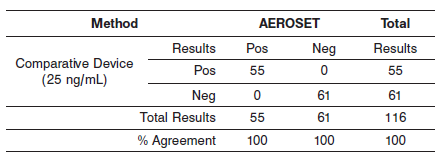 Method AEROSET Total
Results Pos Neg Results
Comparative Device
(25 ng/mL)
Pos 55 0 55
Neg 0 61 61
Total Results 55 61 116
% Agreement 100 100 100